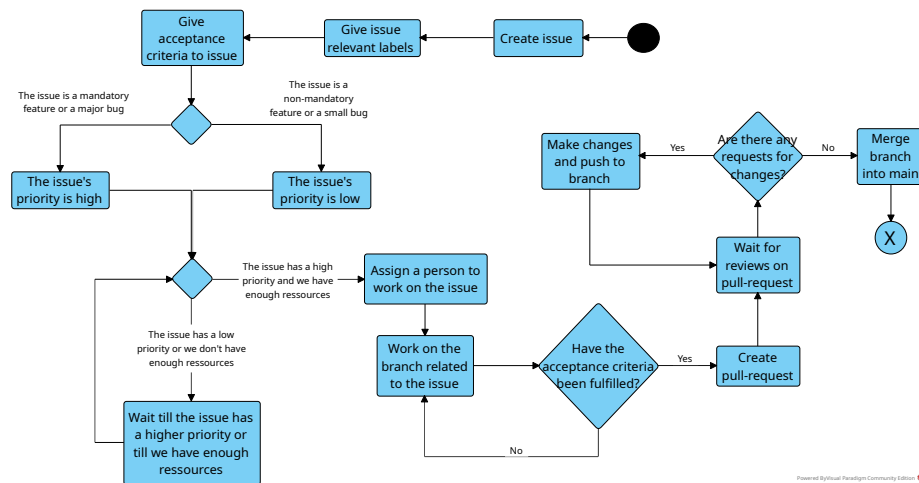 Give
acceptance
criteria to issue
Give issue
relevant labels
Create issue
The issue is a mandatory
feature or a major bug
The issue is a
non-mandatory
feature or a small bug
The issue's
priority is high
The issue's
priority is low
The issue has a high
priority and we have
enough ressources
The issue has a low
priority or we don't have
enough ressources
Wait till the issue has
a higher priority or
till we have enough
ressources
Assign a person to
work on the issue
Work on the
branch related
to the issue
Have the
acceptance criteria
been fulfilled?
No
Yes
Create
pull-request
Wait for
reviews on
pull-request
Are there any
requests for
changes?
Yes
Make changes
and push to
branch
No
Merge
branch
into main
X
Powered ByVisual Paradigm Community Edition